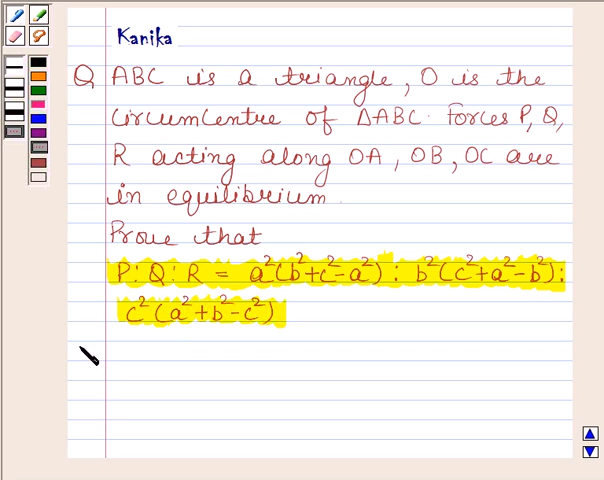 Kanika
Q ABC is a triangle, O is the
circumcentre of ΔABC. Forces P, Q,
R acting along OA, OB, OC are
in equilibrium.
Prove that
P:Q:R = a²(b²+c²-a²) : b²(c²+a²-b²):
c²(a²+b²-c²)